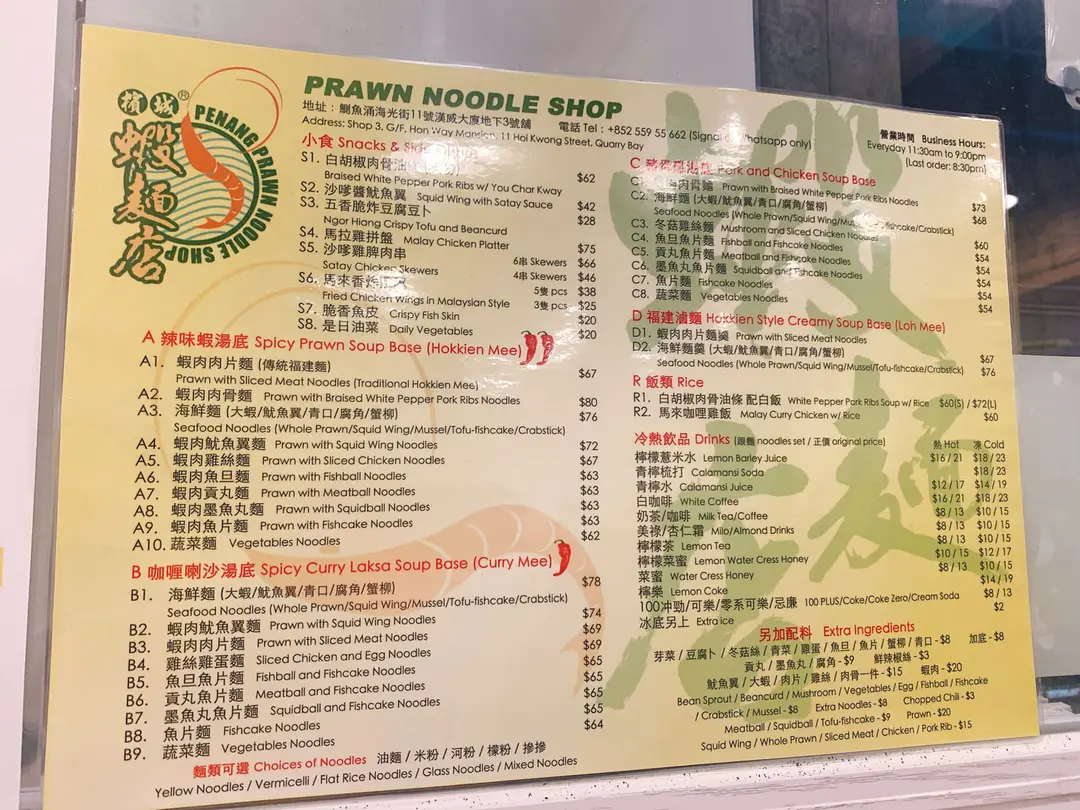 檳城®
蝦麵店
PENANG PRAWN NOODLE SHOP
PRAWN NOODLE SHOP
地址：鰂魚涌海光街11號漢威大廈地下3號舖 電話 Tel：+852 559 55 662 (Signal or Whatsapp only)
Address: Shop 3, G/F, Hon Way Mansion, 11 Hoi Kwong Street, Quarry Bay
營業時間 Business Hours:
Everyday 11:30am to 9:00pm
(Last order: 8:30pm)
小食 Snacks & Side
S1. 白胡椒肉骨油
Braised White Pepper Pork Ribs w/ You Char Kway $62
S2. 沙嗲醬魷魚翼 Squid Wing with Satay Sauce $42
S3. 五香脆炸豆腐豆卜 $28
Ngor Hiang Crispy Tofu and Beancurd
S4. 馬拉雞拼盤 Malay Chicken Platter $75
S5. 沙嗲雞脾肉串 6串 Skewers $66
Satay Chicken Skewers 4串 Skewers $46
S6. 馬來香炸 5隻 pcs $38
Fried Chicken Wings in Malaysian Style 3隻 pcs $25
S7. 脆香魚皮 Crispy Fish Skin $20
S8. 是日油菜 Daily Vegetables $20
A 辣味蝦湯底 Spicy Prawn Soup Base (Hokkien Mee)
A1. 蝦肉肉片麵 (傳統福建麵) $67
Prawn with Sliced Meat Noodles (Traditional Hokkien Mee)
A2. 蝦肉肉骨麵 Prawn with Braised White Pepper Pork Ribs Noodles $80
A3. 海鮮麵 (大蝦/魷魚翼/青口/腐角/蟹柳) $76
Seafood Noodles (Whole Prawn/Squid Wing/Mussel/Tofu-fishcake/Crabstick)
A4. 蝦肉魷魚翼麵 Prawn with Squid Wing Noodles $72
A5. 蝦肉雞絲麵 Prawn with Sliced Chicken Noodles $67
A6. 蝦肉魚旦麵 Prawn with Fishball Noodles $63
A7. 蝦肉貢丸麵 Prawn with Meatball Noodles $63
A8. 蝦肉墨魚丸麵 Prawn with Squidball Noodles $63
A9. 蝦肉魚片麵 Prawn with Fishcake Noodles $63
A10. 蔬菜麵 Vegetables Noodles $62
B 咖喱喇沙湯底 Spicy Curry Laksa Soup Base (Curry Mee)
B1. 海鮮麵 (大蝦/魷魚翼/青口/腐角/蟹柳) $78
Seafood Noodles (Whole Prawn/Squid Wing/Mussel/Tofu-fishcake/Crabstick)
B2. 蝦肉魷魚翼麵 Prawn with Squid Wing Noodles $74
B3. 蝦肉肉片麵 Prawn with Sliced Meat Noodles $69
B4. 雞絲雞蛋麵 Sliced Chicken and Egg Noodles $69
B5. 魚旦魚片麵 Fishball and Fishcake Noodles $65
B6. 貢丸魚片麵 Meatball and Fishcake Noodles $65
B7. 墨魚丸魚片麵 Squidball and Fishcake Noodles $65
B8. 魚片麵 Fishcake Noodles $65
B9. 蔬菜麵 Vegetables Noodles $64
麵類可選 Choices of Noodles 油麵 / 米粉 / 河粉 / 檬粉 / 摻摻
Yellow Noodles / Vermicelli / Flat Rice Noodles / Glass Noodles / Mixed Noodles
C 豬骨雞湯底 Pork and Chicken Soup Base
C1. 肉骨麵 Prawn with Braised White Pepper Pork Ribs Noodles $73
C2. 海鮮麵 (大蝦/魷魚翼/青口/腐角/蟹柳) $68
Seafood Noodles (Whole Prawn/Squid Wing/Mussel/Tofu-fishcake/Crabstick)
C3. 冬菇雞絲麵 Mushroom and Sliced Chicken Noodles $60
C4. 魚旦魚片麵 Fishball and Fishcake Noodles $54
C5. 貢丸魚片麵 Meatball and Fishcake Noodles $54
C6. 墨魚丸魚片麵 Squidball and Fishcake Noodles $54
C7. 魚片麵 Fishcake Noodles $54
C8. 蔬菜麵 Vegetables Noodles $54
D 福建滷麵 Hokkien Style Creamy Soup Base (Loh Mee)
D1. 蝦肉肉片麵羹 Prawn with Sliced Meat Noodles $67
D2. 海鮮麵羹 (大蝦/魷魚翼/青口/腐角/蟹柳) $76
Seafood Noodles (Whole Prawn/Squid Wing/Mussel/Tofu-fishcake/Crabstick)
R 飯類 Rice
R1. 白胡椒肉骨油條 配白飯 White Pepper Pork Ribs Soup w/ Rice $60(S) / $72(L)
R2. 馬來咖喱雞飯 Malay Curry Chicken w/ Rice $60
冷熱飲品 Drinks (跟麵 noodles set / 正價 original price) 熱 Hot 凍 Cold
檸檬薏米水 Lemon Barley Juice $16 / 21 $18 / 23
青檸梳打 Calamansi Soda $18 / 23
青檸水 Calamansi Juice $12 / 17 $14 / 19
白咖啡 White Coffee $16 / 21 $18 / 23
奶茶/咖啡 Milk Tea/Coffee $8 / 13 $10 / 15
美祿/杏仁霜 Milo/Almond Drinks $8 / 13 $10 / 15
檸檬茶 Lemon Tea $8 / 13 $10 / 15
檸檬菜蜜 Lemon Water Cress Honey $10 / 15 $12 / 17
菜蜜 Water Cress Honey $8 / 13 $10 / 15
檸樂 Lemon Coke $14 / 19
100冲勁/可樂/零系可樂/忌廉 100 PLUS/Coke/Coke Zero/Cream Soda $8 / 13
冰底另上 Extra ice $2
另加配料 Extra Ingredients
芽菜 / 豆腐卜 / 冬菇絲 / 青菜 / 雞蛋 / 魚旦 / 魚片 / 蟹柳 / 青口 - $8 加底 - $8
貢丸 / 墨魚丸 / 腐角 - $9 鮮辣椒絲 - $3
魷魚翼 / 大蝦 / 肉片 / 雞絲 / 肉骨一件 - $15 蝦肉 - $20
Bean Sprout / Beancurd / Mushroom / Vegetables / Egg / Fishball / Fishcake
/ Crabstick / Mussel - $8 Extra Noodles - $8 Chopped Chili - $3
Meatball / Squidball / Tofu-fishcake - $9 Prawn - $20
Squid Wing / Whole Prawn / Sliced Meat / Chicken / Pork Rib - $15